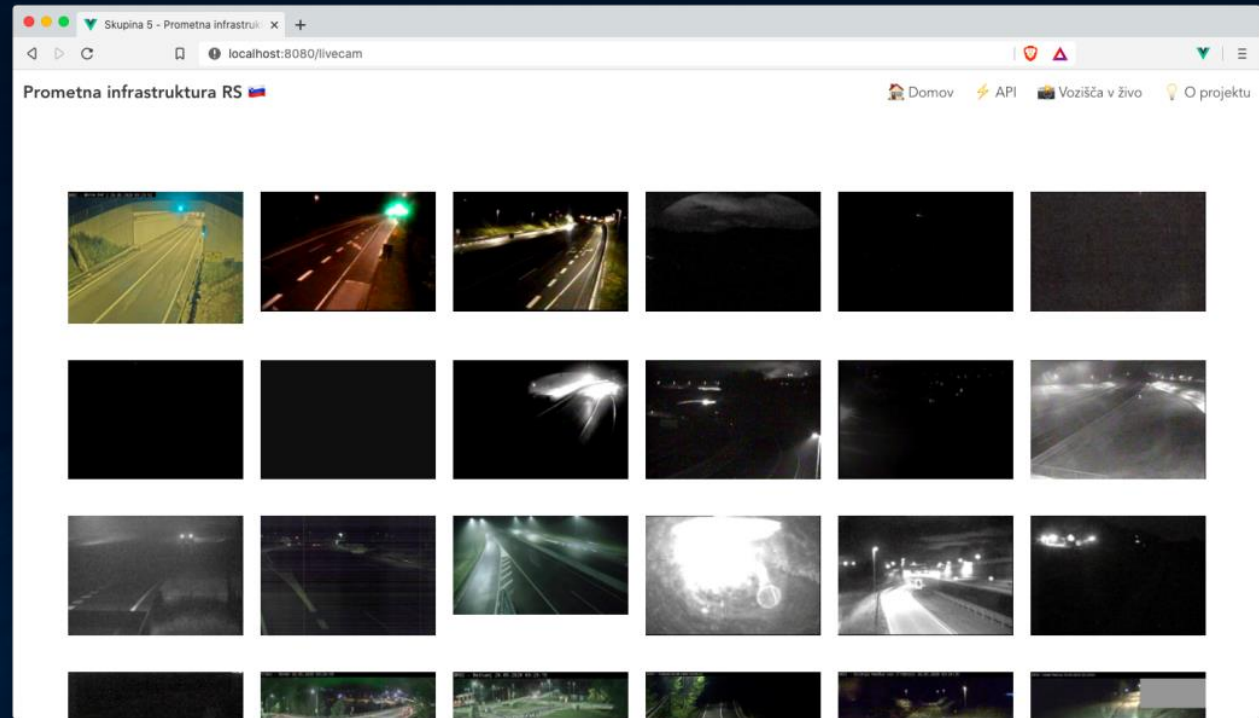 Skupina 5 - Prometna infrastruk
localhost:8080/livecam
Prometna infrastruktura RS
Domov
API
Vozišča v živo
O projektu